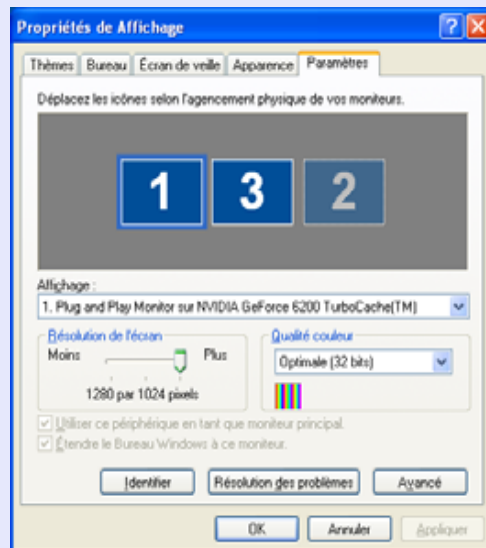 Propriétés de Affichage
Thèmes Bureau Écran de veille Apparence Paramètres
Déplacez les icônes selon l'agencement physique de vos moniteurs.
1 3 2
Affichage :
1. Plug and Play Monitor sur NVIDIA GeForce 6200 TurboCache(TM)
Résolution de l'écran
Moins Plus
1280 par 1024 pixels
Qualité couleur
Optimale (32 bits)
Utiliser ce périphérique en tant que moniteur principal.
Étendre le Bureau Windows à ce moniteur.
Identifier Résolution des problèmes Avancé
OK Annuler Appliquer